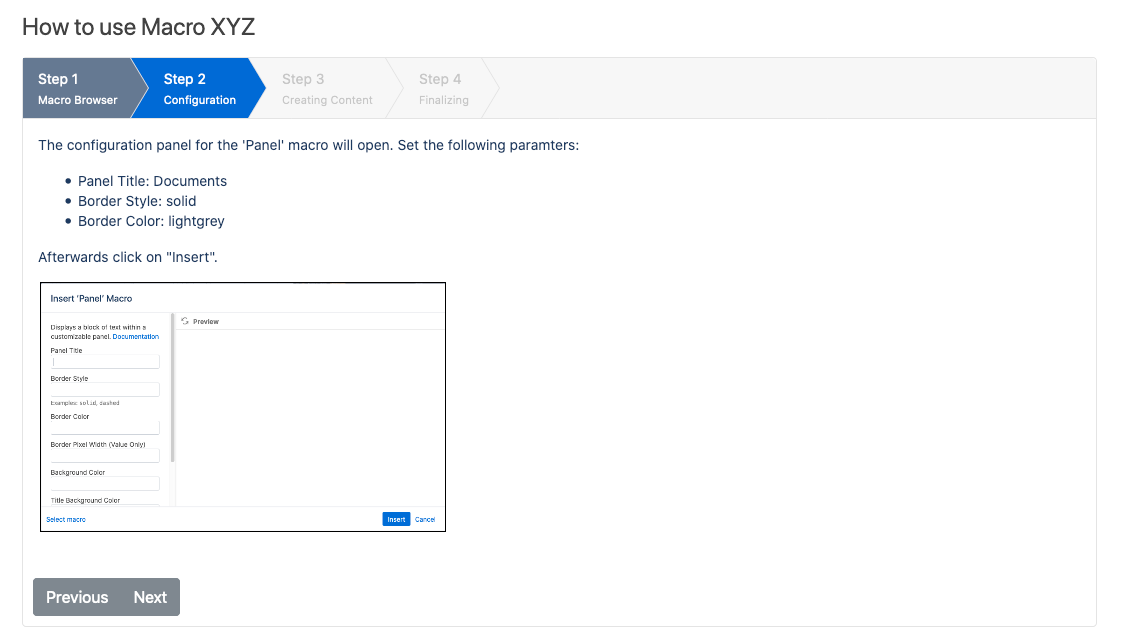 How to use Macro XYZ
Step 1
Macro Browser
Step 2
Configuration
Step 3
Creating Content
Step 4
Finalizing
The configuration panel for the 'Panel' macro will open. Set the following paramters:
Panel Title: Documents
Border Style: solid
Border Color: lightgrey
Afterwards click on "Insert".
Insert 'Panel' Macro
Displays a block of text within a
customizable panel. Documentation
Preview
Panel Title
Border Style
Examples: solid, dashed
Border Color
Border Pixel Width (Value Only)
Background Color
Title Background Color
Select macro
Insert
Cancel
Previous
Next